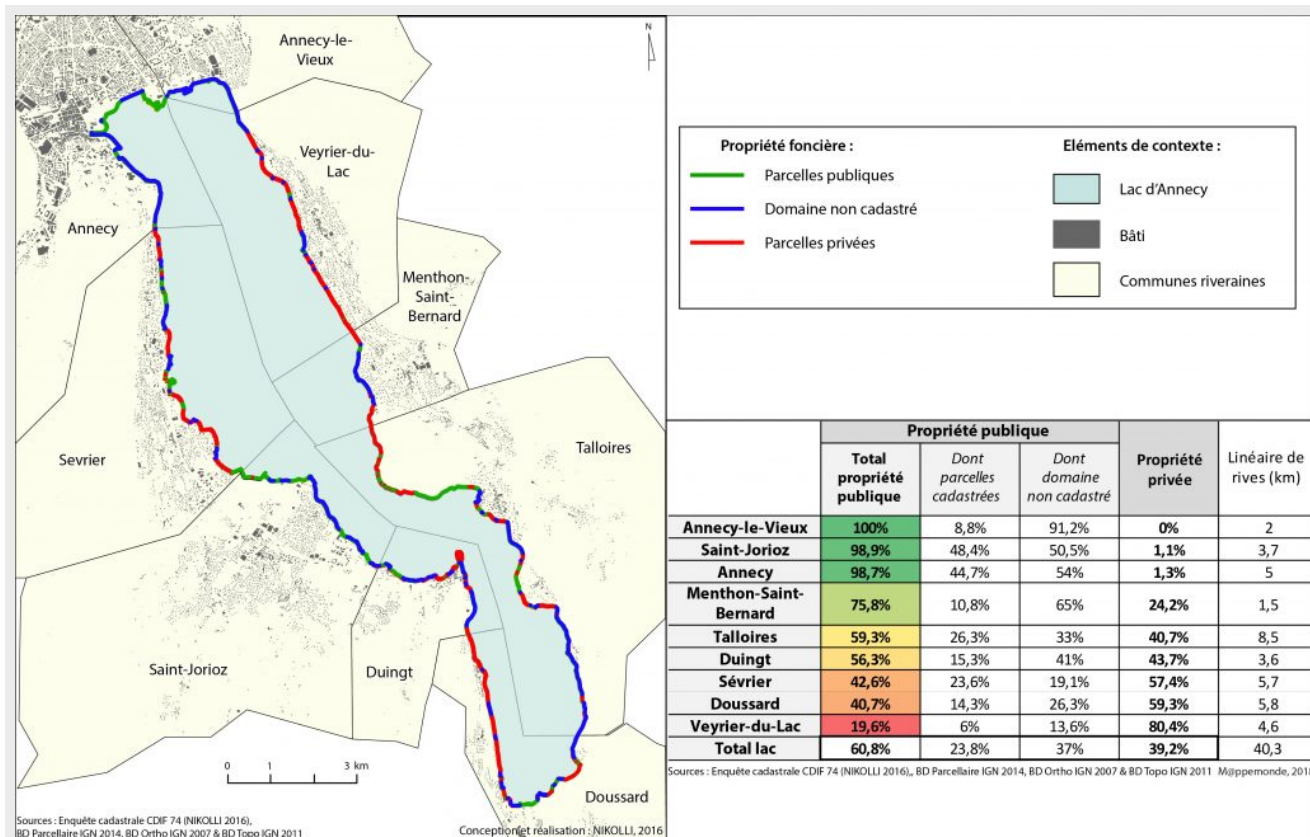 Annecy-le-
Vieux
N
Veyrier-du-
Lac
Annecy
Menthon-
Saint-
Bernard
Sevrier
Talloires
Saint-Jorioz
Duingt
Doussard
0 1 3 km
Sources : Enquête cadastrale CDIF 74 (NIKOLLI 2016),
BD Parcellaire IGN 2014, BD Ortho IGN 2007 & BD Topo IGN 2011
Conception et réalisation : NIKOLLI, 2016
Propriété foncière :
Parcelles publiques
Domaine non cadastré
Parcelles privées
Eléments de contexte :
Lac d'Annecy
Bâti
Communes riveraines
Propriété publique
Total propriété publique Dont parcelles cadastrées Dont domaine non cadastré Propriété privée Linéaire de rives (km)
Annecy-le-Vieux 100% 8,8% 91,2% 0% 2
Saint-Jorioz 98,9% 48,4% 50,5% 1,1% 3,7
Annecy 98,7% 44,7% 54% 1,3% 5
Menthon-Saint-Bernard 75,8% 10,8% 65% 24,2% 1,5
Talloires 59,3% 26,3% 33% 40,7% 8,5
Duingt 56,3% 15,3% 41% 43,7% 3,6
Sévrier 42,6% 23,6% 19,1% 57,4% 5,7
Doussard 40,7% 14,3% 26,3% 59,3% 5,8
Veyrier-du-Lac 19,6% 6% 13,6% 80,4% 4,6
Total lac 60,8% 23,8% 37% 39,2% 40,3
Sources : Enquête cadastrale CDIF 74 (NIKOLLI 2016),, BD Parcellaire IGN 2014, BD Ortho IGN 2007 & BD Topo IGN 2011 M@ppemonde, 2018